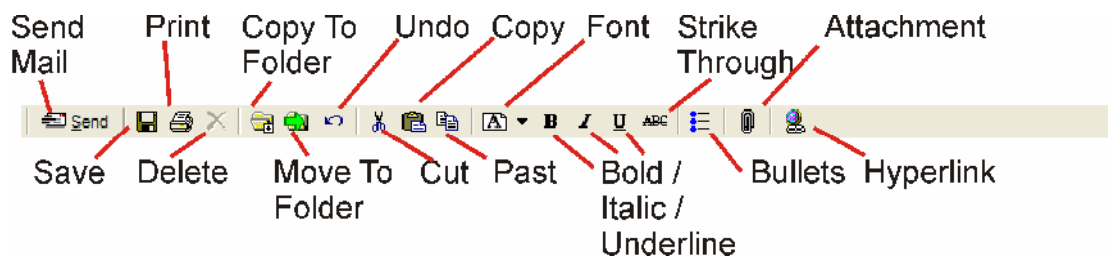 Send Mail
Print
Copy To Folder
Undo
Copy
Font
Strike Through
Attachment
Send
A
B
I
U
ABC
Save
Delete
Move To Folder
Cut
Past
Bold / Italic / Underline
Bullets
Hyperlink